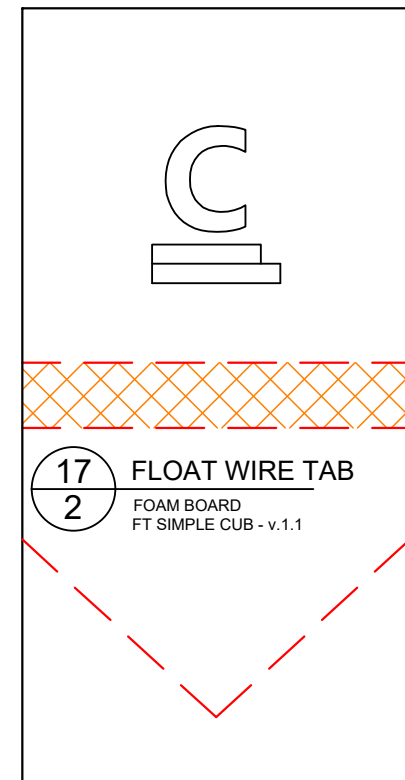 C
17 FLOAT WIRE TAB
2 FOAM BOARD
FT SIMPLE CUB - v.1.1